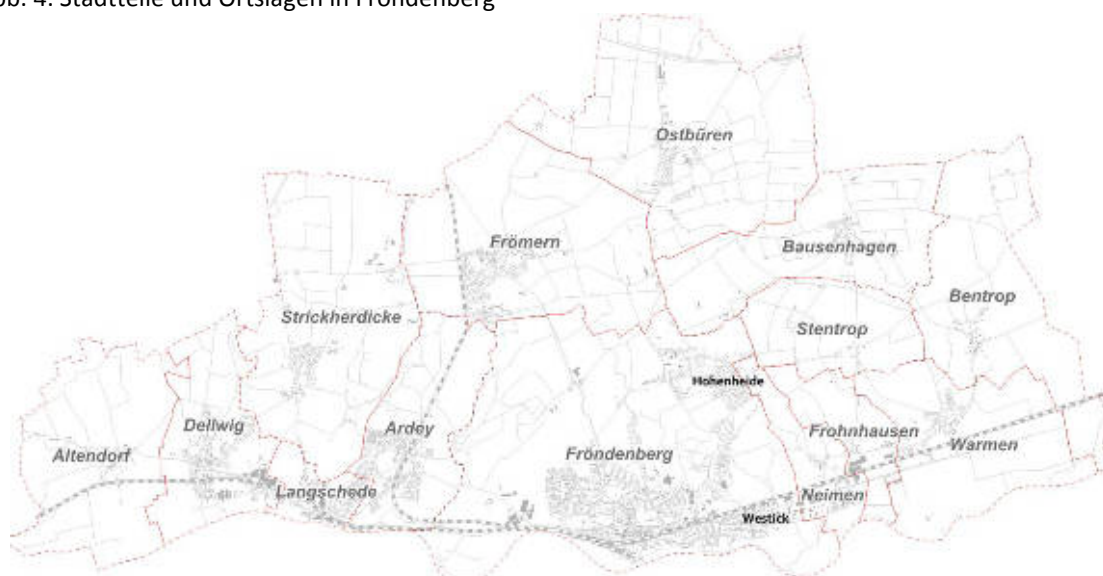 4: Stadtteile und Ortslagen in Fröndenberg
Ostbüren
Frömern
Bausenhagen
Bentrop
Strickherdicke
Stentrop
Hohenheide
Dellwig
Ardey
Frohnhausen
Warmen
Altendorf
Fröndenberg
Langschede
Neimen
Westick